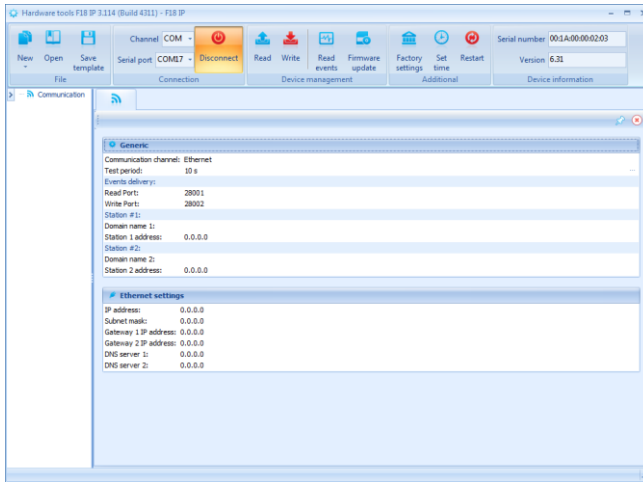 Hardware tools F18 IP 3.114 (Build 4311) - F18 IP
New Open Save template
File
Channel COM
Serial port COM17
Disconnect
Connection
Read Write Read events Firmware update
Device management
Factory settings Set time Restart
Additional
Serial number 00:1A:00:00:02:03
Version 6.31
Device information
Communication
Generic
Communication channel: Ethernet
Test period: 10 s
Events delivery:
Read Port: 28001
Write Port: 28002
Station #1:
Domain name 1:
Station 1 address: 0.0.0.0
Station #2:
Domain name 2:
Station 2 address: 0.0.0.0
Ethernet settings
IP address: 0.0.0.0
Subnet mask: 0.0.0.0
Gateway 1 IP address: 0.0.0.0
Gateway 2 IP address: 0.0.0.0
DNS server 1: 0.0.0.0
DNS server 2: 0.0.0.0